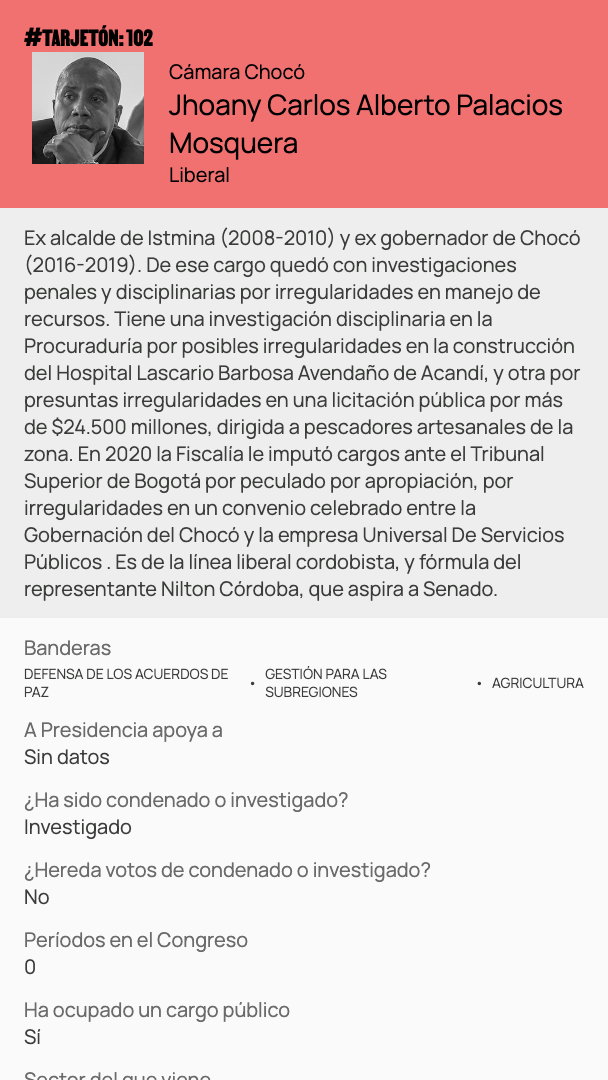 #TARJETÓN: 102
Cámara Chocó
Jhoany Carlos Alberto Palacios
Mosquera
Liberal
Ex alcalde de Istmina (2008-2010) y ex gobernador de Chocó
(2016-2019). De ese cargo quedó con investigaciones
penales y disciplinarias por irregularidades en manejo de
recursos. Tiene una investigación disciplinaria en la
Procuraduría por posibles irregularidades en la construcción
del Hospital Lascario Barbosa Avendaño de Acandí, y otra por
presuntas irregularidades en una licitación pública por más
de $24.500 millones, dirigida a pescadores artesanales de la
zona. En 2020 la Fiscalía le imputó cargos ante el Tribunal
Superior de Bogotá por peculado por apropiación, por
irregularidades en un convenio celebrado entre la
Gobernación del Chocó y la empresa Universal De Servicios
Públicos . Es de la línea liberal cordobista, y fórmula del
representante Nilton Córdoba, que aspira a Senado.
Banderas
DEFENSA DE LOS ACUERDOS DE
PAZ
• GESTIÓN PARA LAS
SUBREGIONES
• AGRICULTURA
A Presidencia apoya a
Sin datos
¿Ha sido condenado o investigado?
Investigado
¿Hereda votos de condenado o investigado?
No
Períodos en el Congreso
0
Ha ocupado un cargo público
Sí
Sector del que viene